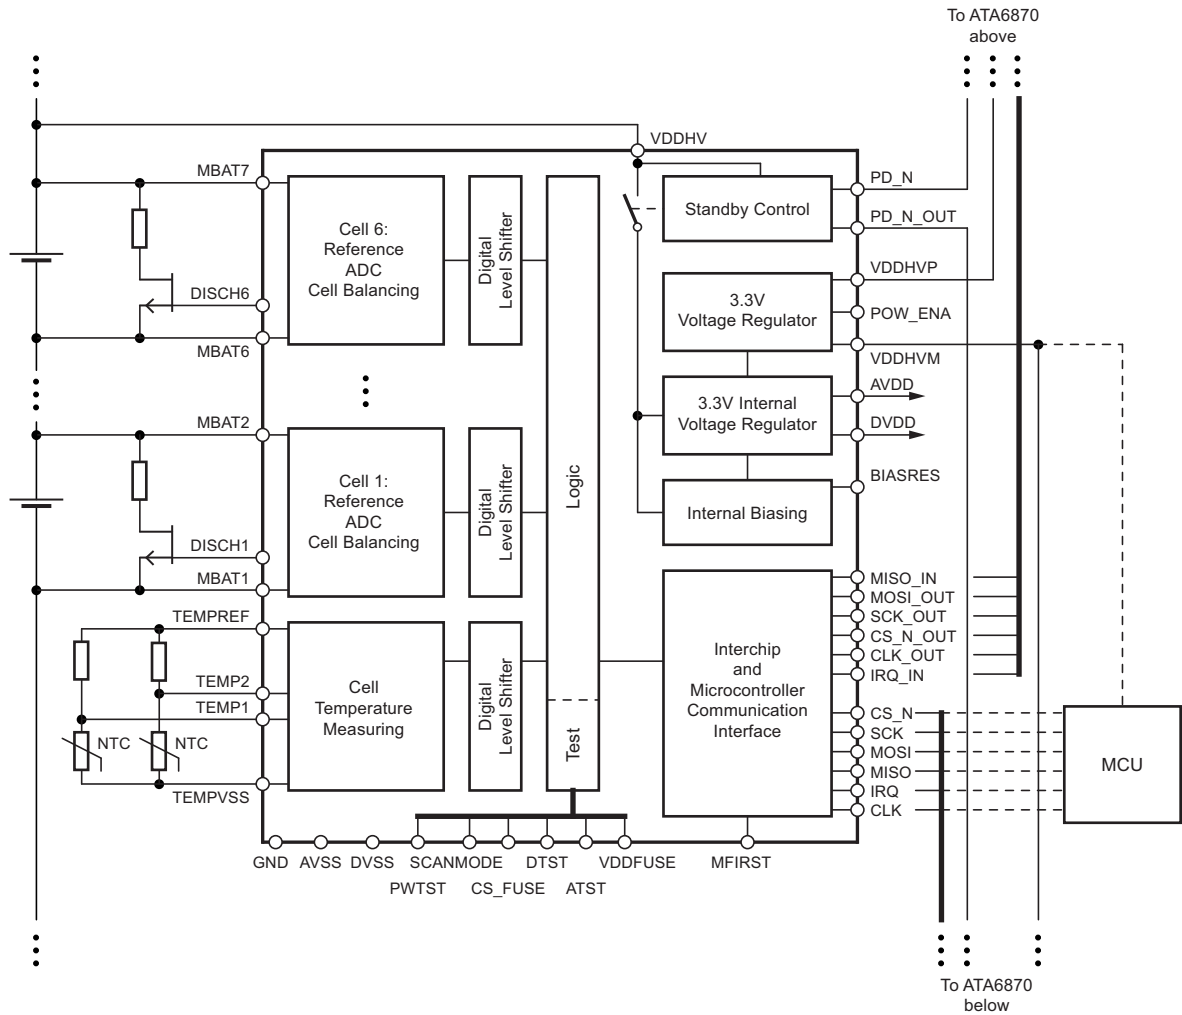 To ATA6870
above
VDDHV
MBAT7
PD_N
Cell 6:
Reference
ADC
Cell Balancing
Digital
Level Shifter
Standby Control
PD_N_OUT
DISCH6
MBAT6
VDDHVP
3.3V
Voltage Regulator
POW_ENA
VDDHVM
AVDD
3.3V Internal
Voltage Regulator
DVDD
MBAT2
Cell 1:
Reference
ADC
Cell Balancing
Digital
Level Shifter
Logic
BIASRES
Internal Biasing
DISCH1
MBAT1
MISO_IN
MOSI_OUT
SCK_OUT
CS_N_OUT
CLK_OUT
IRQ_IN
TEMPREF
TEMP2
TEMP1
NTC
NTC
TEMPVSS
Cell
Temperature
Measuring
Digital
Level Shifter
Test
Interchip
and
Microcontroller
Communication
Interface
CS_N
SCK
MOSI
MISO
IRQ
CLK
MCU
GND
AVSS
DVSS
SCANMODE
DTST
VDDFUSE
MFIRST
PWTST
CS_FUSE
ATST
To ATA6870
below